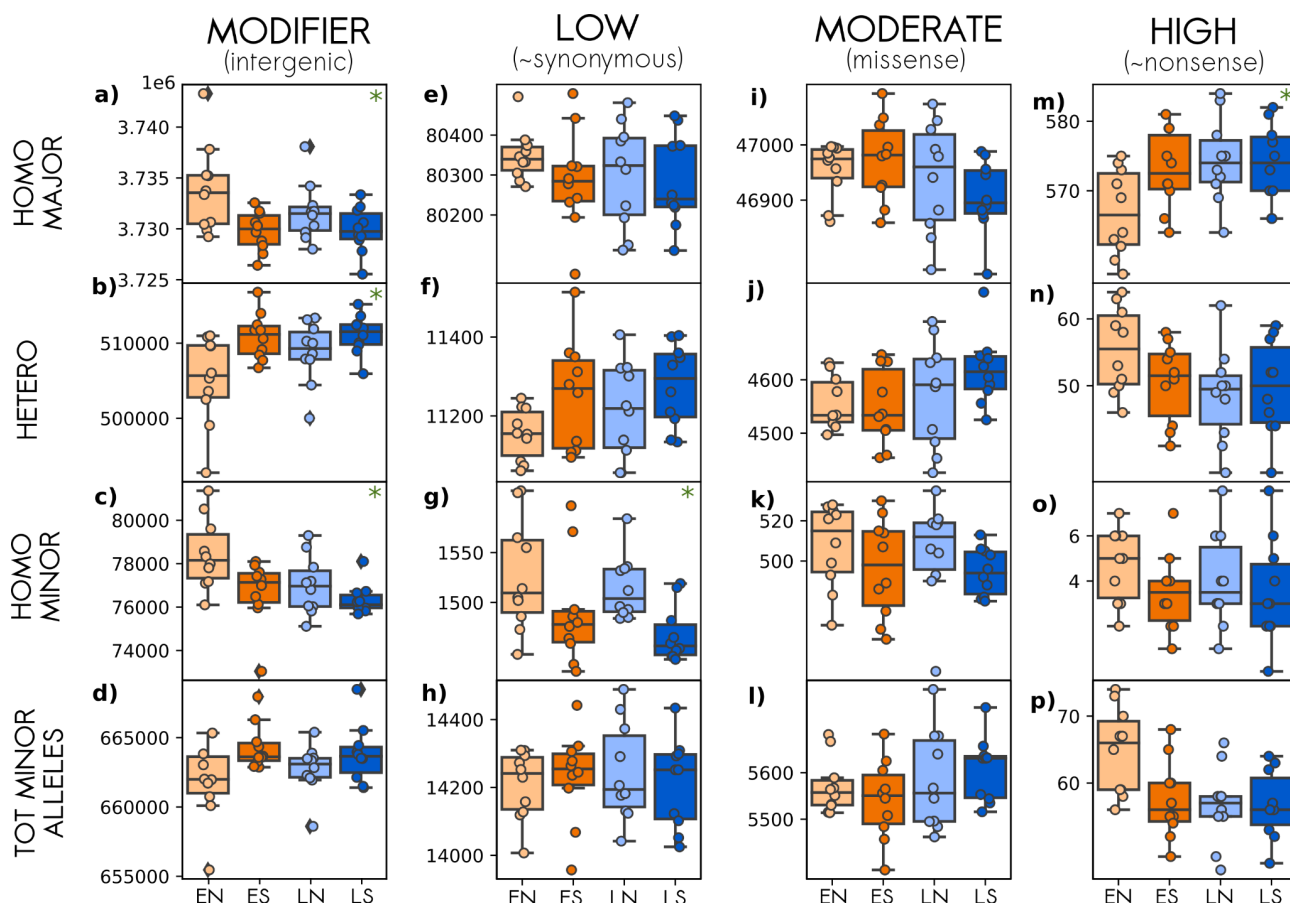 MODIFIER LOW MODERATE HIGH
(intergenic) (~synonymous) (missense) (~nonsense)
HOMO
MAJOR
1e6
a) * e) i) m) *
3.740
3.735
3.730
3.725
80400
80300
80200
47000
46900
580
570
HETERO
b) * f) j) n)
510000
500000
11400
11200
4600
4500
60
50
HOMO
MINOR
c) * g) * k) o)
80000
78000
76000
74000
1550
1500
520
500
6
4
TOT MINOR
ALLELES
d) h) l) p)
665000
660000
655000
14400
14200
14000
5600
5500
70
60
EN ES LN LS EN ES LN LS EN ES LN LS EN ES LN LS